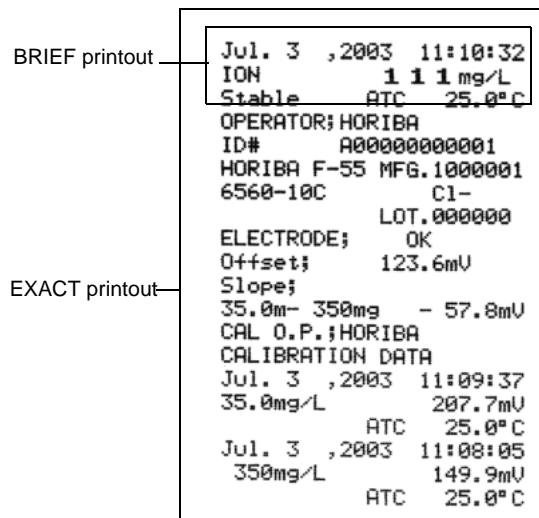 BRIEF printout
Jul. 3 ,2003 11:10:32
ION 1 1 1 mg/L
Stable ATC 25.0°C
OPERATOR;HORIBA
ID# A00000000001
HORIBA F-55 MFG.1000001
6560-10C Cl-
LOT.000000
ELECTRODE; OK
Offset; 123.6mV
EXACT printout
Slope;
35.0m- 350mg - 57.8mV
CAL O.P.;HORIBA
CALIBRATION DATA
Jul. 3 ,2003 11:09:37
35.0mg/L 207.7mV
ATC 25.0°C
Jul. 3 ,2003 11:08:05
350mg/L 149.9mV
ATC 25.0°C